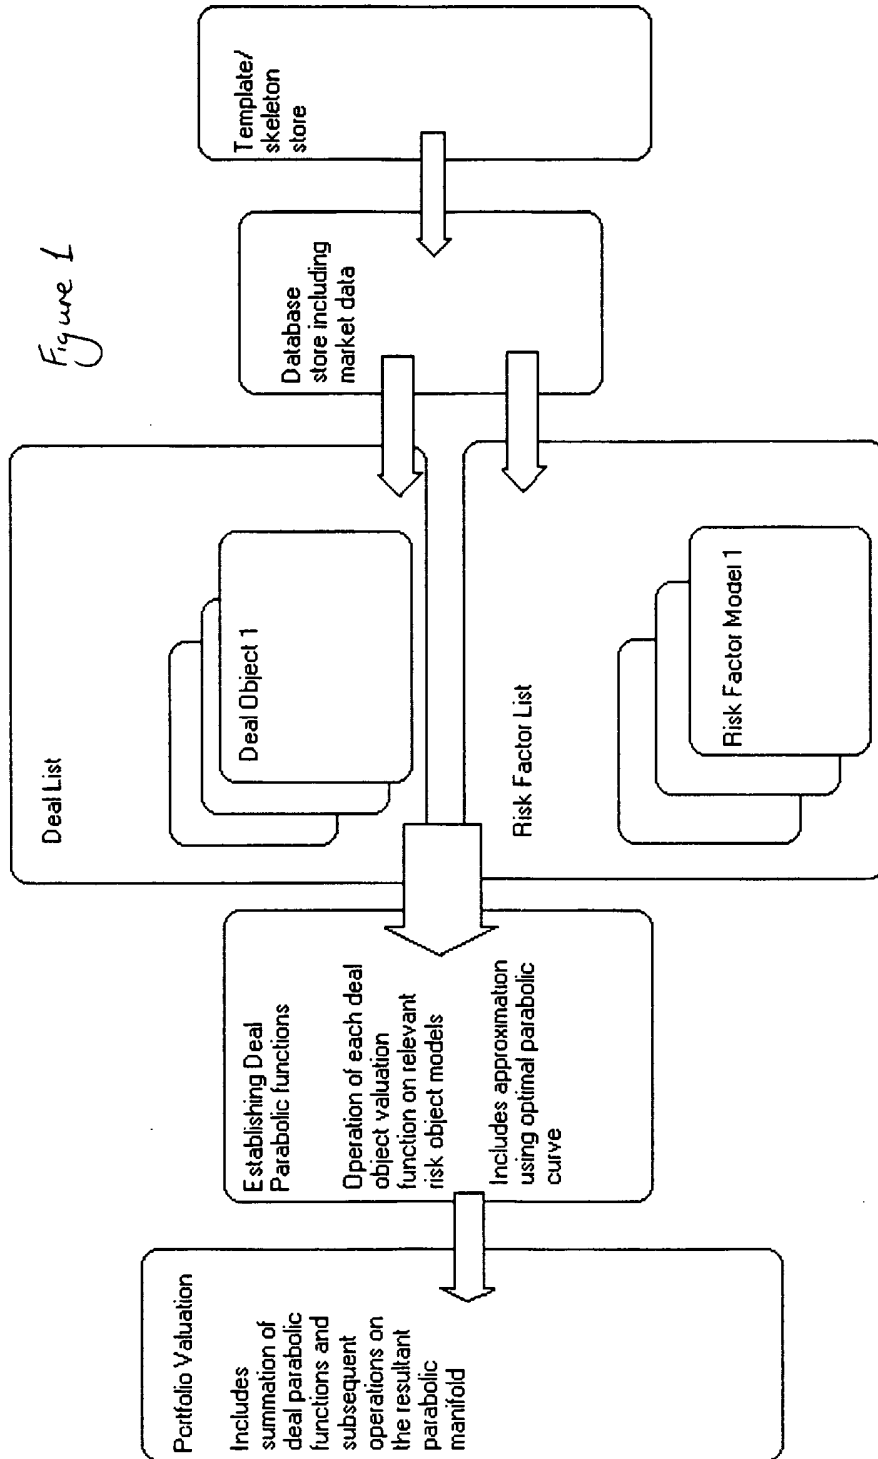 Figure 1
Portfolio Valuation
Includes
summation of
deal parabolic
functions and
subsequent
operations on
the resultant
parabolic
manifold
Establishing Deal
Parabolic functions
Operation of each deal
object valuation
function on relevant
risk object models
Includes approximation
using optimal parabolic
curve
Deal List
Deal Object 1
Risk Factor List
Risk Factor Model 1
Database
store including
market data
Template/
skeleton
store